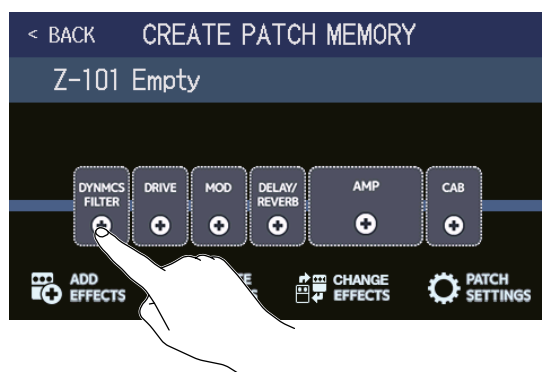 < BACK CREATE PATCH MEMORY
Z-101 Empty
DYNMCS FILTER
DRIVE
MOD
DELAY/ REVERB
AMP
CAB
ADD EFFECTS
CHANGE EFFECTS
PATCH SETTINGS